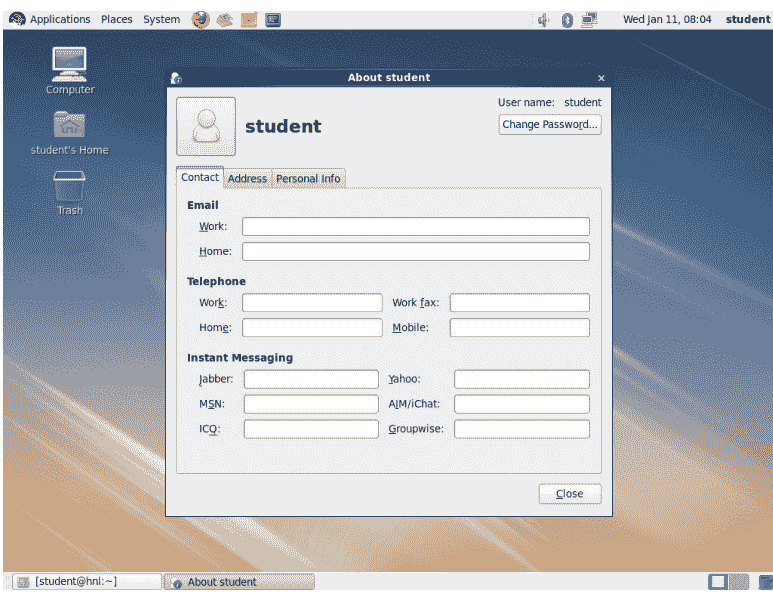 Applications Places System Wed Jan 11, 08:04 student
Computer
student's Home
Trash
About student
User name: student
student
Change Password...
Contact Address Personal Info
Email
Work:
Home:
Telephone
Work: Work fax:
Home: Mobile:
Instant Messaging
Jabber: Yahoo:
MSN: AIM/iChat:
ICQ: Groupwise:
Close
[student@hnl:~] About student